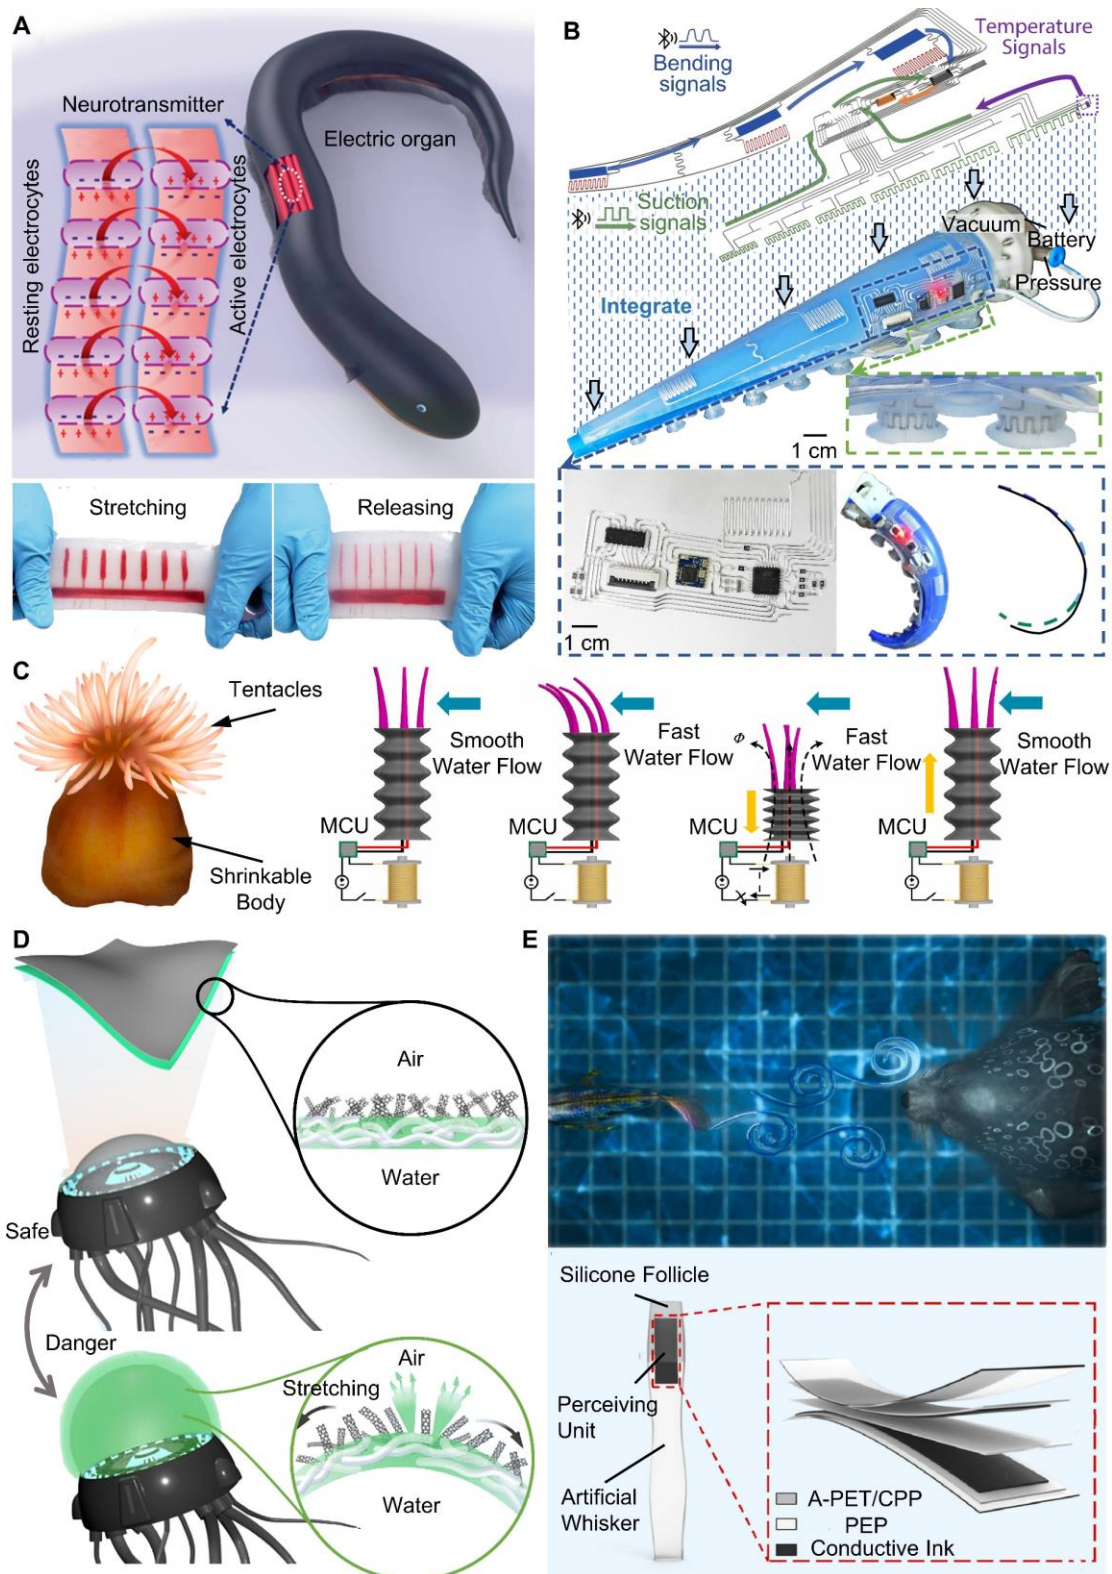 A
Neurotransmitter
Electric organ
Resting electrocytes
Active electrocytes
Stretching
Releasing
B
Bending
signals
Temperature
Signals
Suction
signals
Vacuum
Battery
Pressure
Integrate
1 cm
1 cm
C
Tentacles
Shrinkable
Body
Smooth
Water Flow
MCU
Fast
Water Flow
MCU
Φ
Fast
Water Flow
MCU
Smooth
Water Flow
MCU
D
Air
Water
Safe
Danger
Air
Stretching
Water
E
Silicone Follicle
Perceiving
Unit
Artificial
Whisker
A-PET/CPP
PEP
Conductive Ink